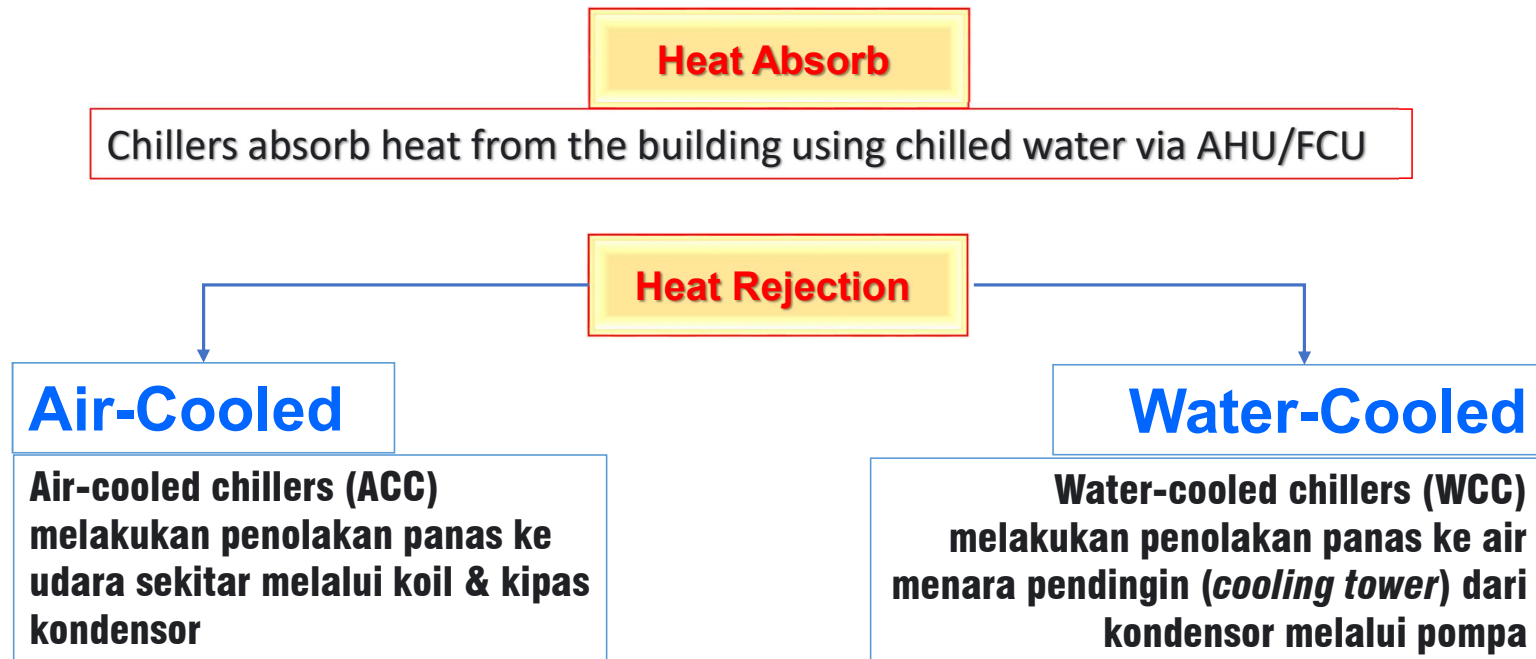 Heat Absorb
Chillers absorb heat from the building using chilled water via AHU/FCU
Heat Rejection
Air-Cooled
Air-cooled chillers (ACC)
melakukan penolakan panas ke
udara sekitar melalui koil & kipas
kondensor
Water-Cooled
Water-cooled chillers (WCC)
melakukan penolakan panas ke air
menara pendingin (cooling tower) dari
kondensor melalui pompa